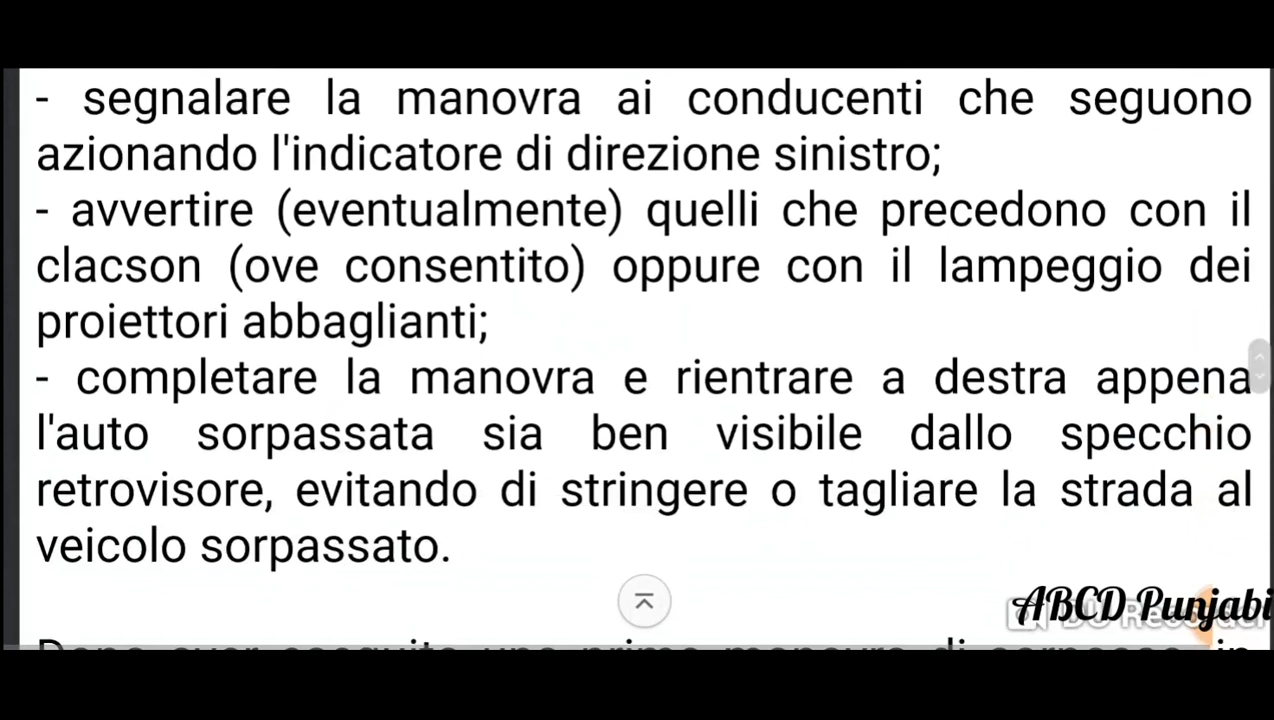 - segnalare la manovra ai conducenti che seguono
azionando l'indicatore di direzione sinistro;
- avvertire (eventualmente) quelli che precedono con il
clacson (ove consentito) oppure con il lampeggio dei
proiettori abbaglianti;
- completare la manovra e rientrare a destra appena
l'auto sorpassata sia ben visibile dallo specchio
retrovisore, evitando di stringere o tagliare la strada al
veicolo sorpassato.
ABCD Punjabi